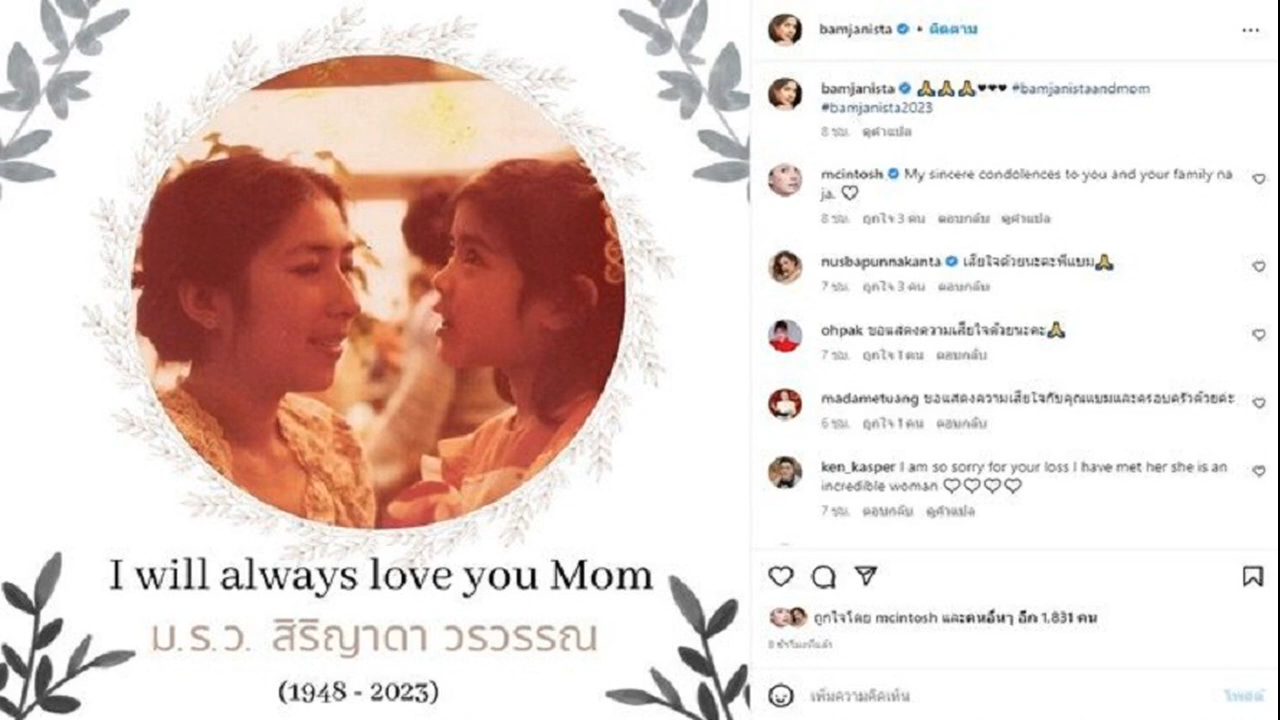 I will always love you Mom
ม.ร.ว. สิริญาดา วรวรรณ
(1948 - 2023)
bamjanista • ติดตาม
bamjanista 🙏🙏🙏♥♥♥ #bamjanistaandmom
#bamjanista2023
8 ชม. ดูคำแปล
mcintosh My sincere condolences to you and your family na
ja. ♡
8 ชม. ถูกใจ 3 คน ตอบกลับ ดูคำแปล
nusbapunnakanta เสียใจด้วยนะคะพี่แบม🙏
7 ชม. ถูกใจ 3 คน ตอบกลับ
ohpak ขอแสดงความเสียใจด้วยนะคะ🙏
7 ชม. ถูกใจ 1 คน ตอบกลับ
madametuang ขอแสดงความเสียใจกับคุณแบมและครอบครัวด้วยค่ะ
6 ชม. ถูกใจ 1 คน ตอบกลับ
ken_kasper I am so sorry for your loss I have met her she is an
incredible woman ♡♡♡♡
7 ชม. ตอบกลับ ดูคำแปล
ถูกใจโดย mcintosh และคนอื่นๆ อีก 1,831 คน
8 ชั่วโมงที่แล้ว
เพิ่มความคิดเห็น
โพสต์